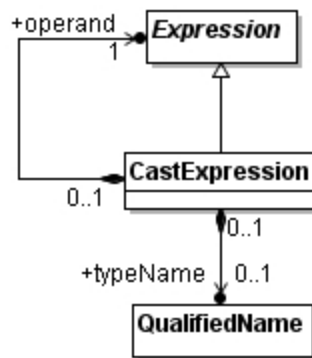 +operand
Expression
1
CastExpression
0..1
0..1
+typeName
0..1
QualifiedName